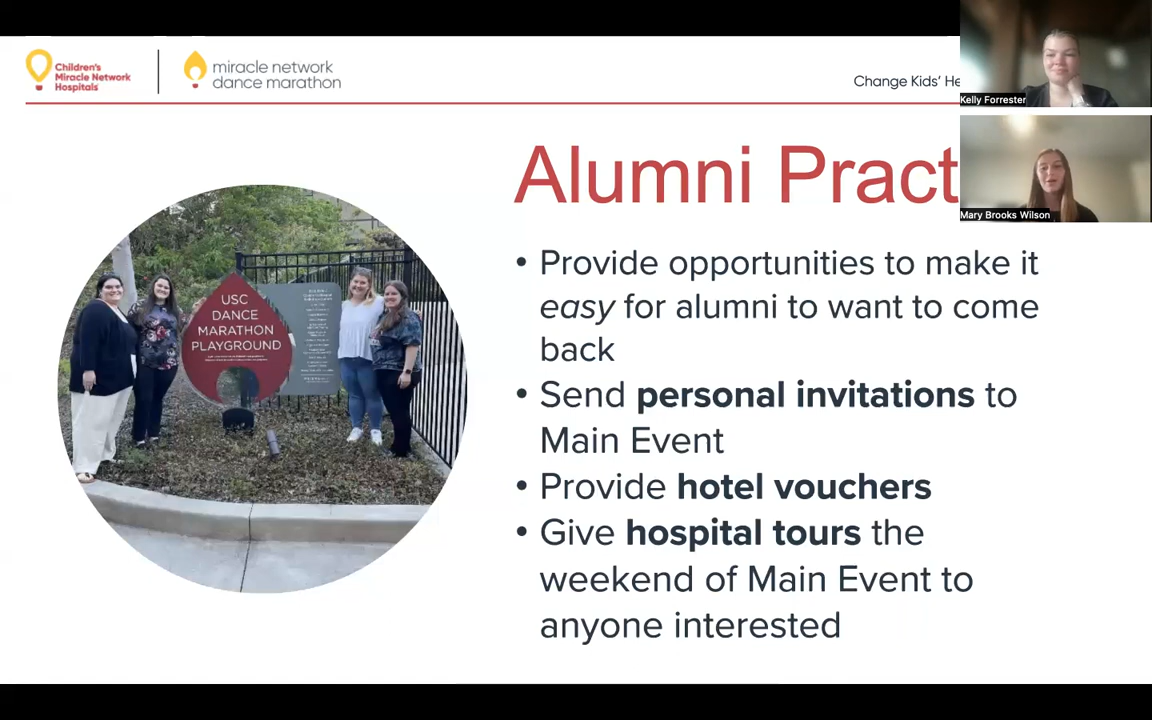 Children's
Miracle Network
Hospitals
miracle network
dance marathon
Change Kids' He
Kelly Forrester
Mary Brooks Wilson
Alumni Pract
USC
DANCE
MARATHON
PLAYGROUND
• Provide opportunities to make it
easy for alumni to want to come
back
• Send personal invitations to
Main Event
• Provide hotel vouchers
• Give hospital tours the
weekend of Main Event to
anyone interested